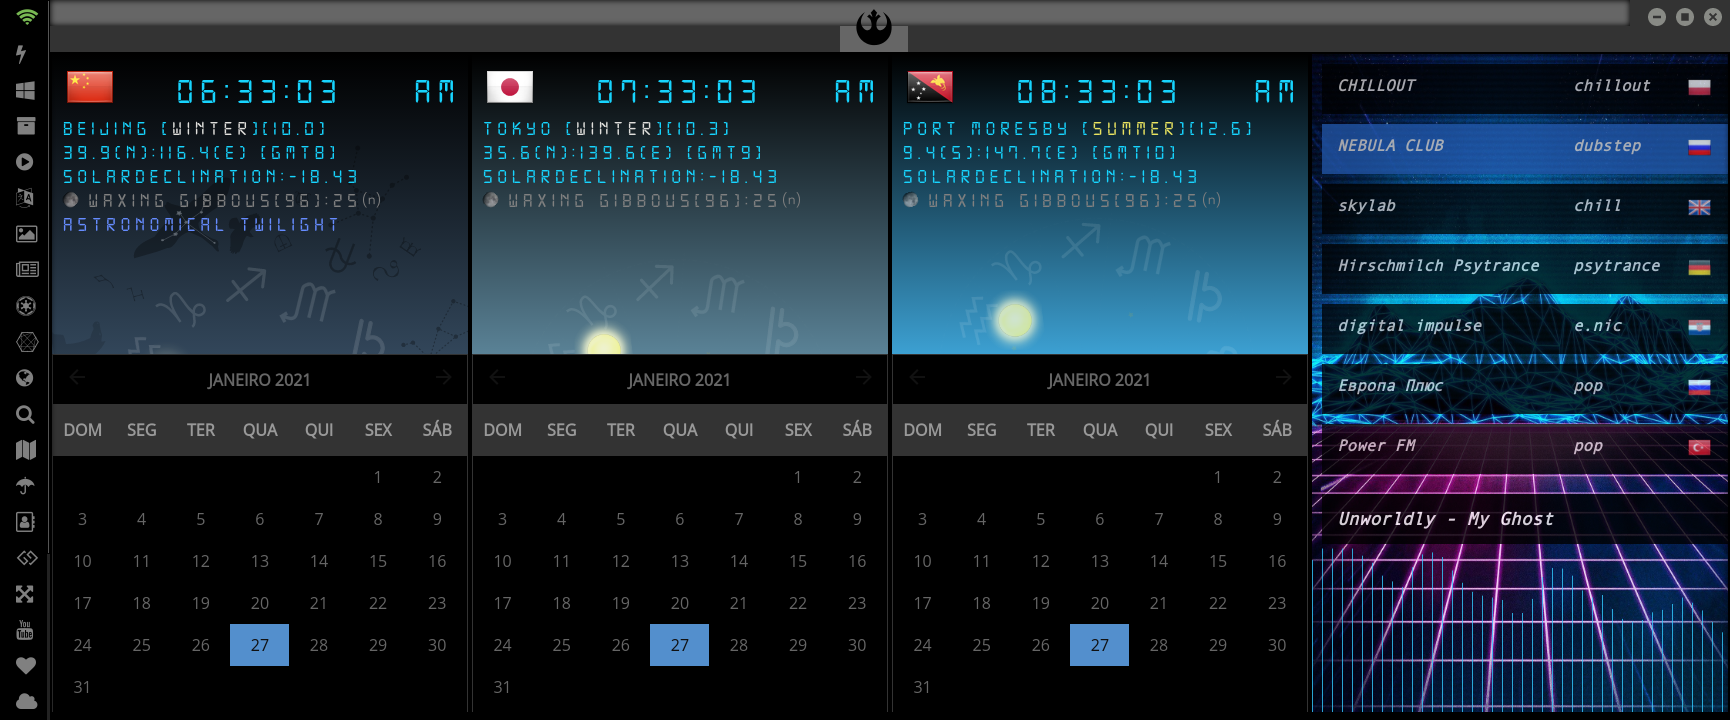 06:33:03 AM
BEIJING [WINTER][10.0]
39.9(N):116.4(E) [GMT8]
SOLARDECLINATION:-18.43
WAXING GIBBOUS[96]:25(n)
ASTRONOMICAL TWILIGHT
JANEIRO 2021
DOM SEG TER QUA QUI SEX SÁB
1 2
3 4 5 6 7 8 9
10 11 12 13 14 15 16
17 18 19 20 21 22 23
24 25 26 27 28 29 30
31
07:33:03 AM
TOKYO [WINTER][10.3]
35.6(N):139.6(E) [GMT9]
SOLARDECLINATION:-18.43
WAXING GIBBOUS[96]:25(n)
JANEIRO 2021
DOM SEG TER QUA QUI SEX SÁB
1 2
3 4 5 6 7 8 9
10 11 12 13 14 15 16
17 18 19 20 21 22 23
24 25 26 27 28 29 30
31
08:33:03 AM
PORT MORESBY [SUMMER][12.6]
9.4(S):147.7(E) [GMT10]
SOLARDECLINATION:-18.43
WAXING GIBBOUS[96]:25(n)
JANEIRO 2021
DOM SEG TER QUA QUI SEX SÁB
1 2
3 4 5 6 7 8 9
10 11 12 13 14 15 16
17 18 19 20 21 22 23
24 25 26 27 28 29 30
31
CHILLOUT chillout
NEBULA CLUB dubstep
skylab chill
Hirschmilch Psytrance psytrance
digital impulse e.nic
Европа Плюс pop
Power FM pop
Unworldly - My Ghost
You
Tube